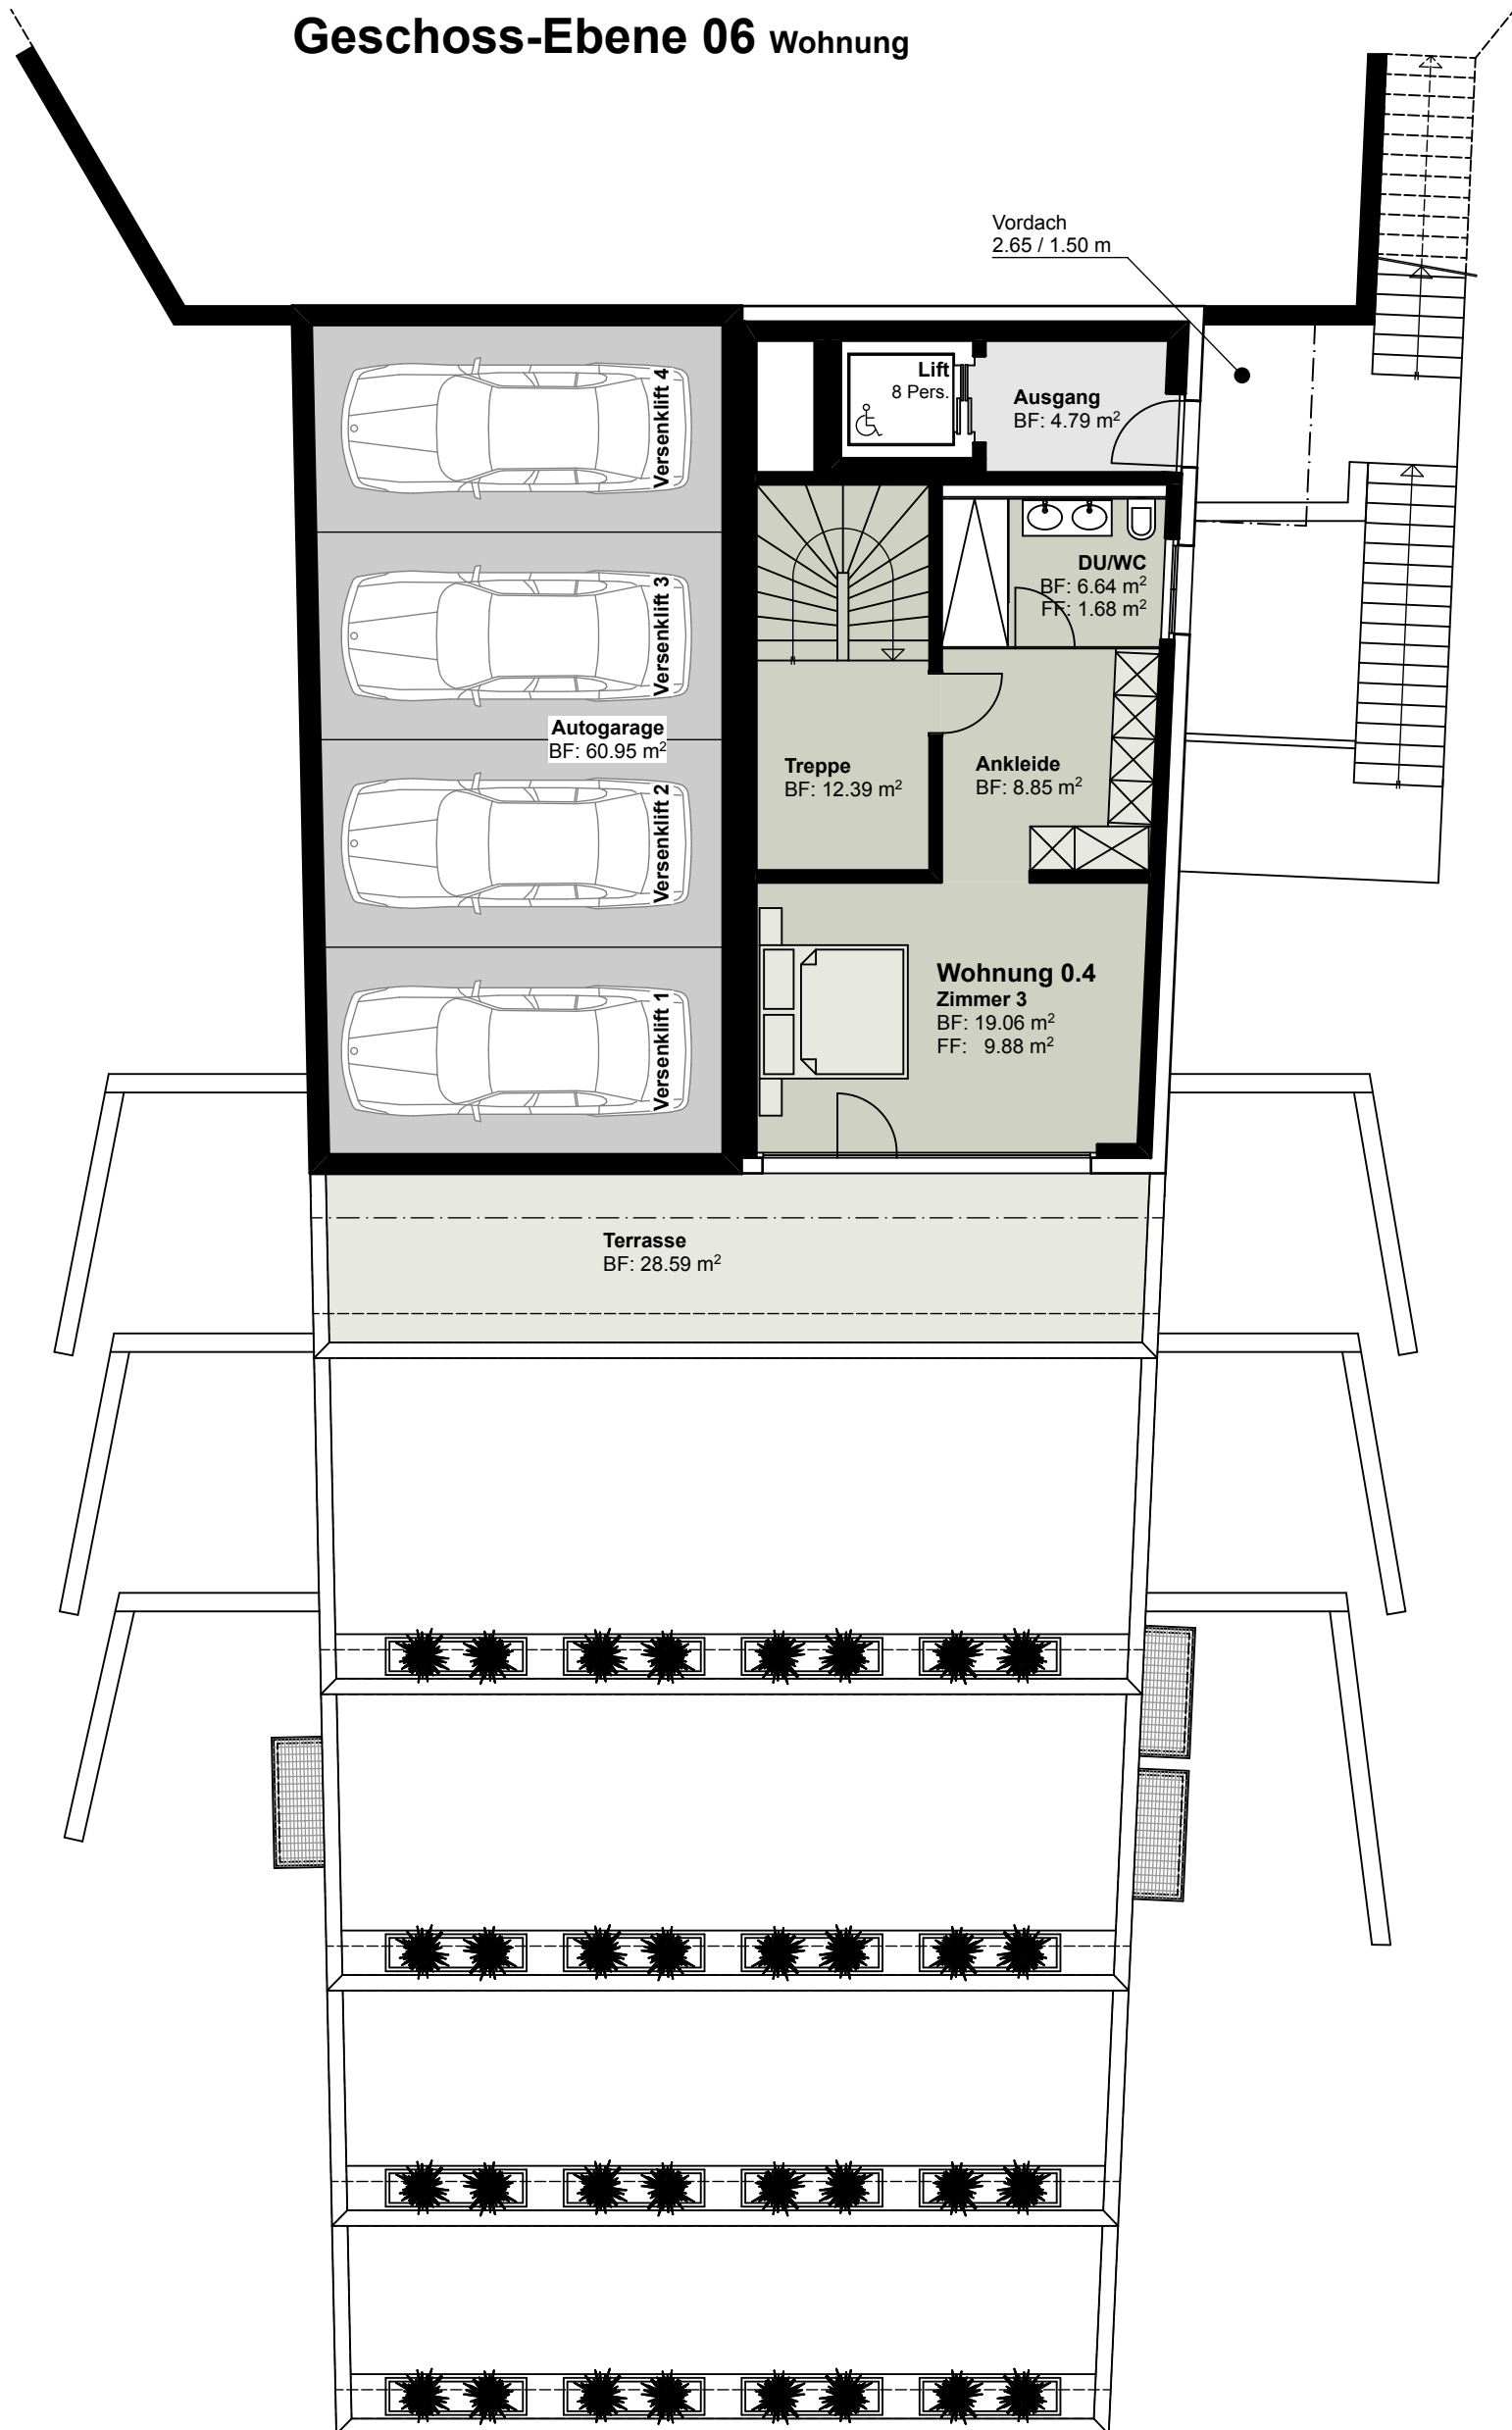 Geschoss-Ebene 06 Wohnung
Vordach
2.65 / 1.50 m
Lift
8 Pers.
Ausgang
BF: 4.79 m²
Versenklift 4
DU/WC
BF: 6.64 m²
FF: 1.68 m²
Versenklift 3
Autogarage
BF: 60.95 m²
Treppe
BF: 12.39 m²
Ankleide
BF: 8.85 m²
Versenklift 2
Wohnung 0.4
Zimmer 3
BF: 19.06 m²
FF: 9.88 m²
Versenklift 1
Terrasse
BF: 28.59 m²